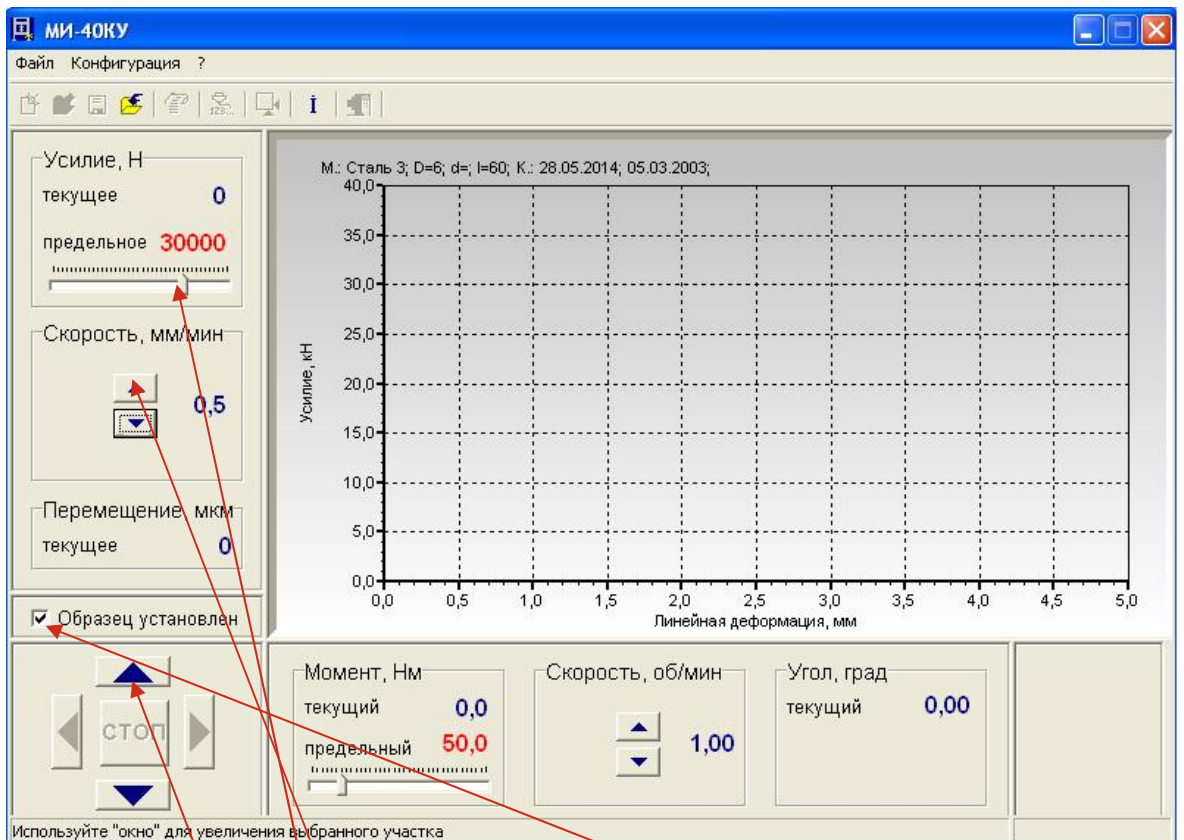 МИ-40КУ
Файл Конфигурация ?
123...
i
Усилие, Н
текущее 0
предельное 30000
Скорость, мм/мин
0,5
Перемещение, мкм
текущее 0
Образец установлен
М.: Сталь 3; D=6; d=; l=60; К.: 28.05.2014; 05.03.2003;
40,0
35,0
30,0
25,0
20,0
15,0
10,0
5,0
0,0
Усилие, кН
0,0 0,5 1,0 1,5 2,0 2,5 3,0 3,5 4,0 4,5 5,0
Линейная деформация, мм
СТОП
Момент, Нм
текущий 0,0
предельный 50,0
Скорость, об/мин
1,00
Угол, град
текущий 0,00
Используйте "окно" для увеличения выбранного участка